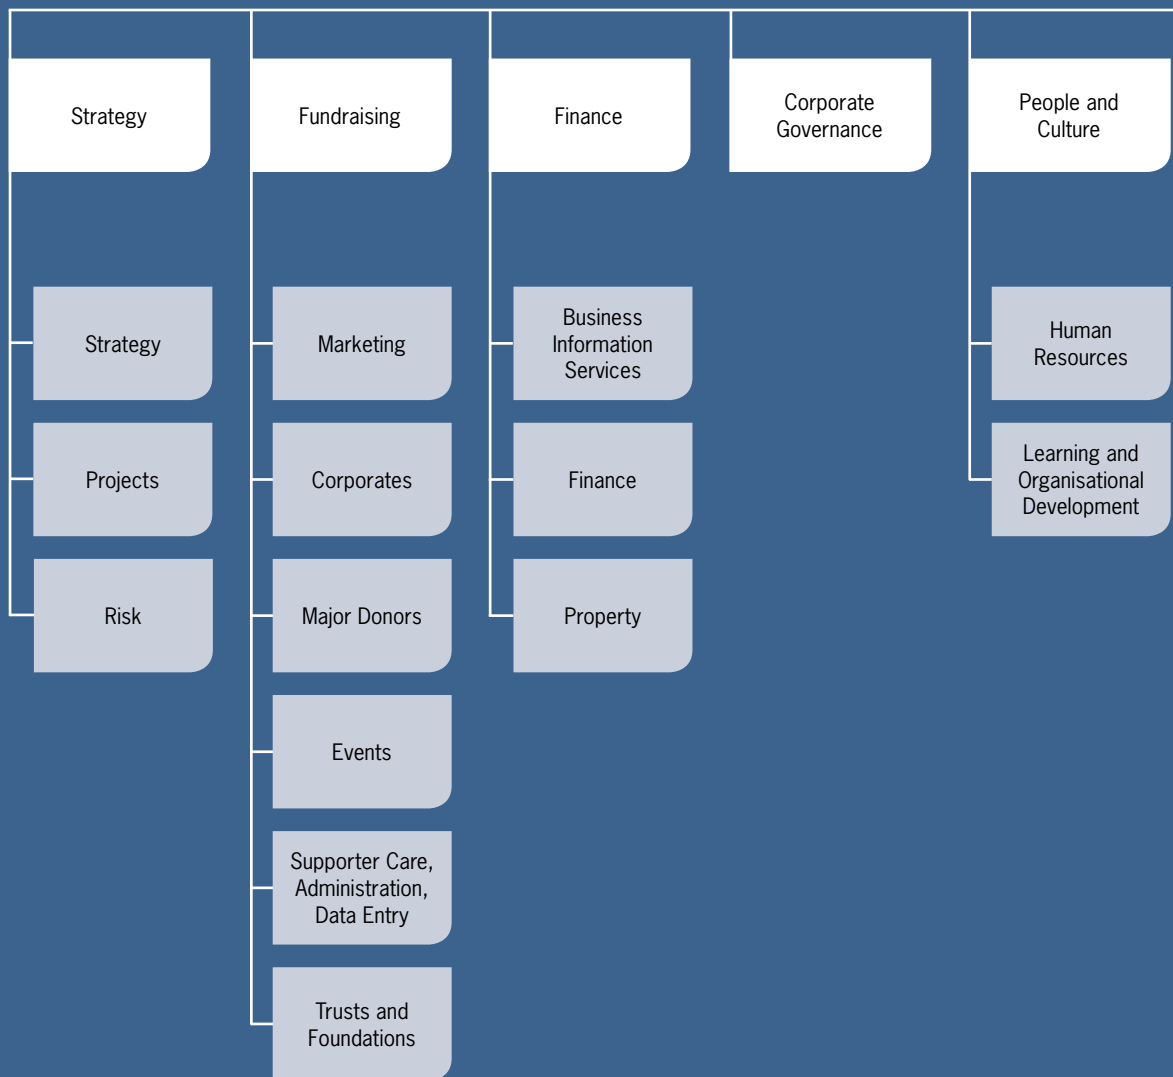 Strategy
Fundraising
Finance
Corporate
Governance
People and
Culture
Strategy
Projects
Risk
Marketing
Corporates
Major Donors
Events
Supporter Care,
Administration,
Data Entry
Trusts and
Foundations
Business
Information
Services
Finance
Property
Human
Resources
Learning and
Organisational
Development